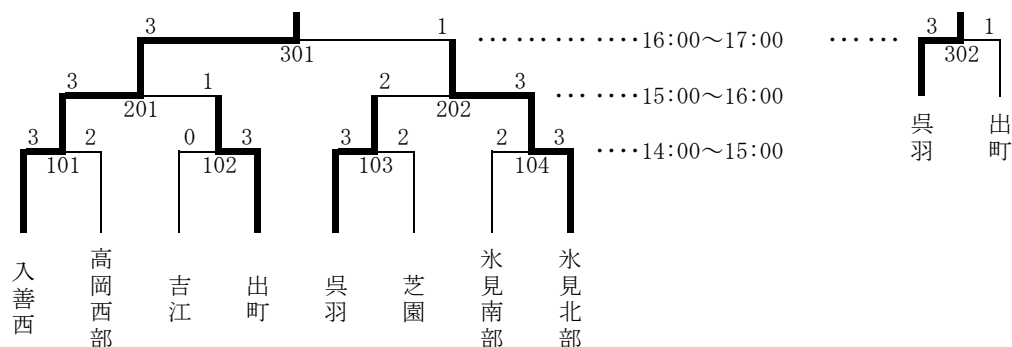 3 1 ………… ‥‥16:00～17:00 …… 3 1
301 302
3 1 2 3 ‥‥ ‥‥15:00～16:00
201 202
呉羽 出町
3 2 0 3 3 2 2 3 ‥‥14:00～15:00
101 102 103 104
入善西 高岡西部 吉江 出町 呉羽 芝園 氷見南部 氷見北部